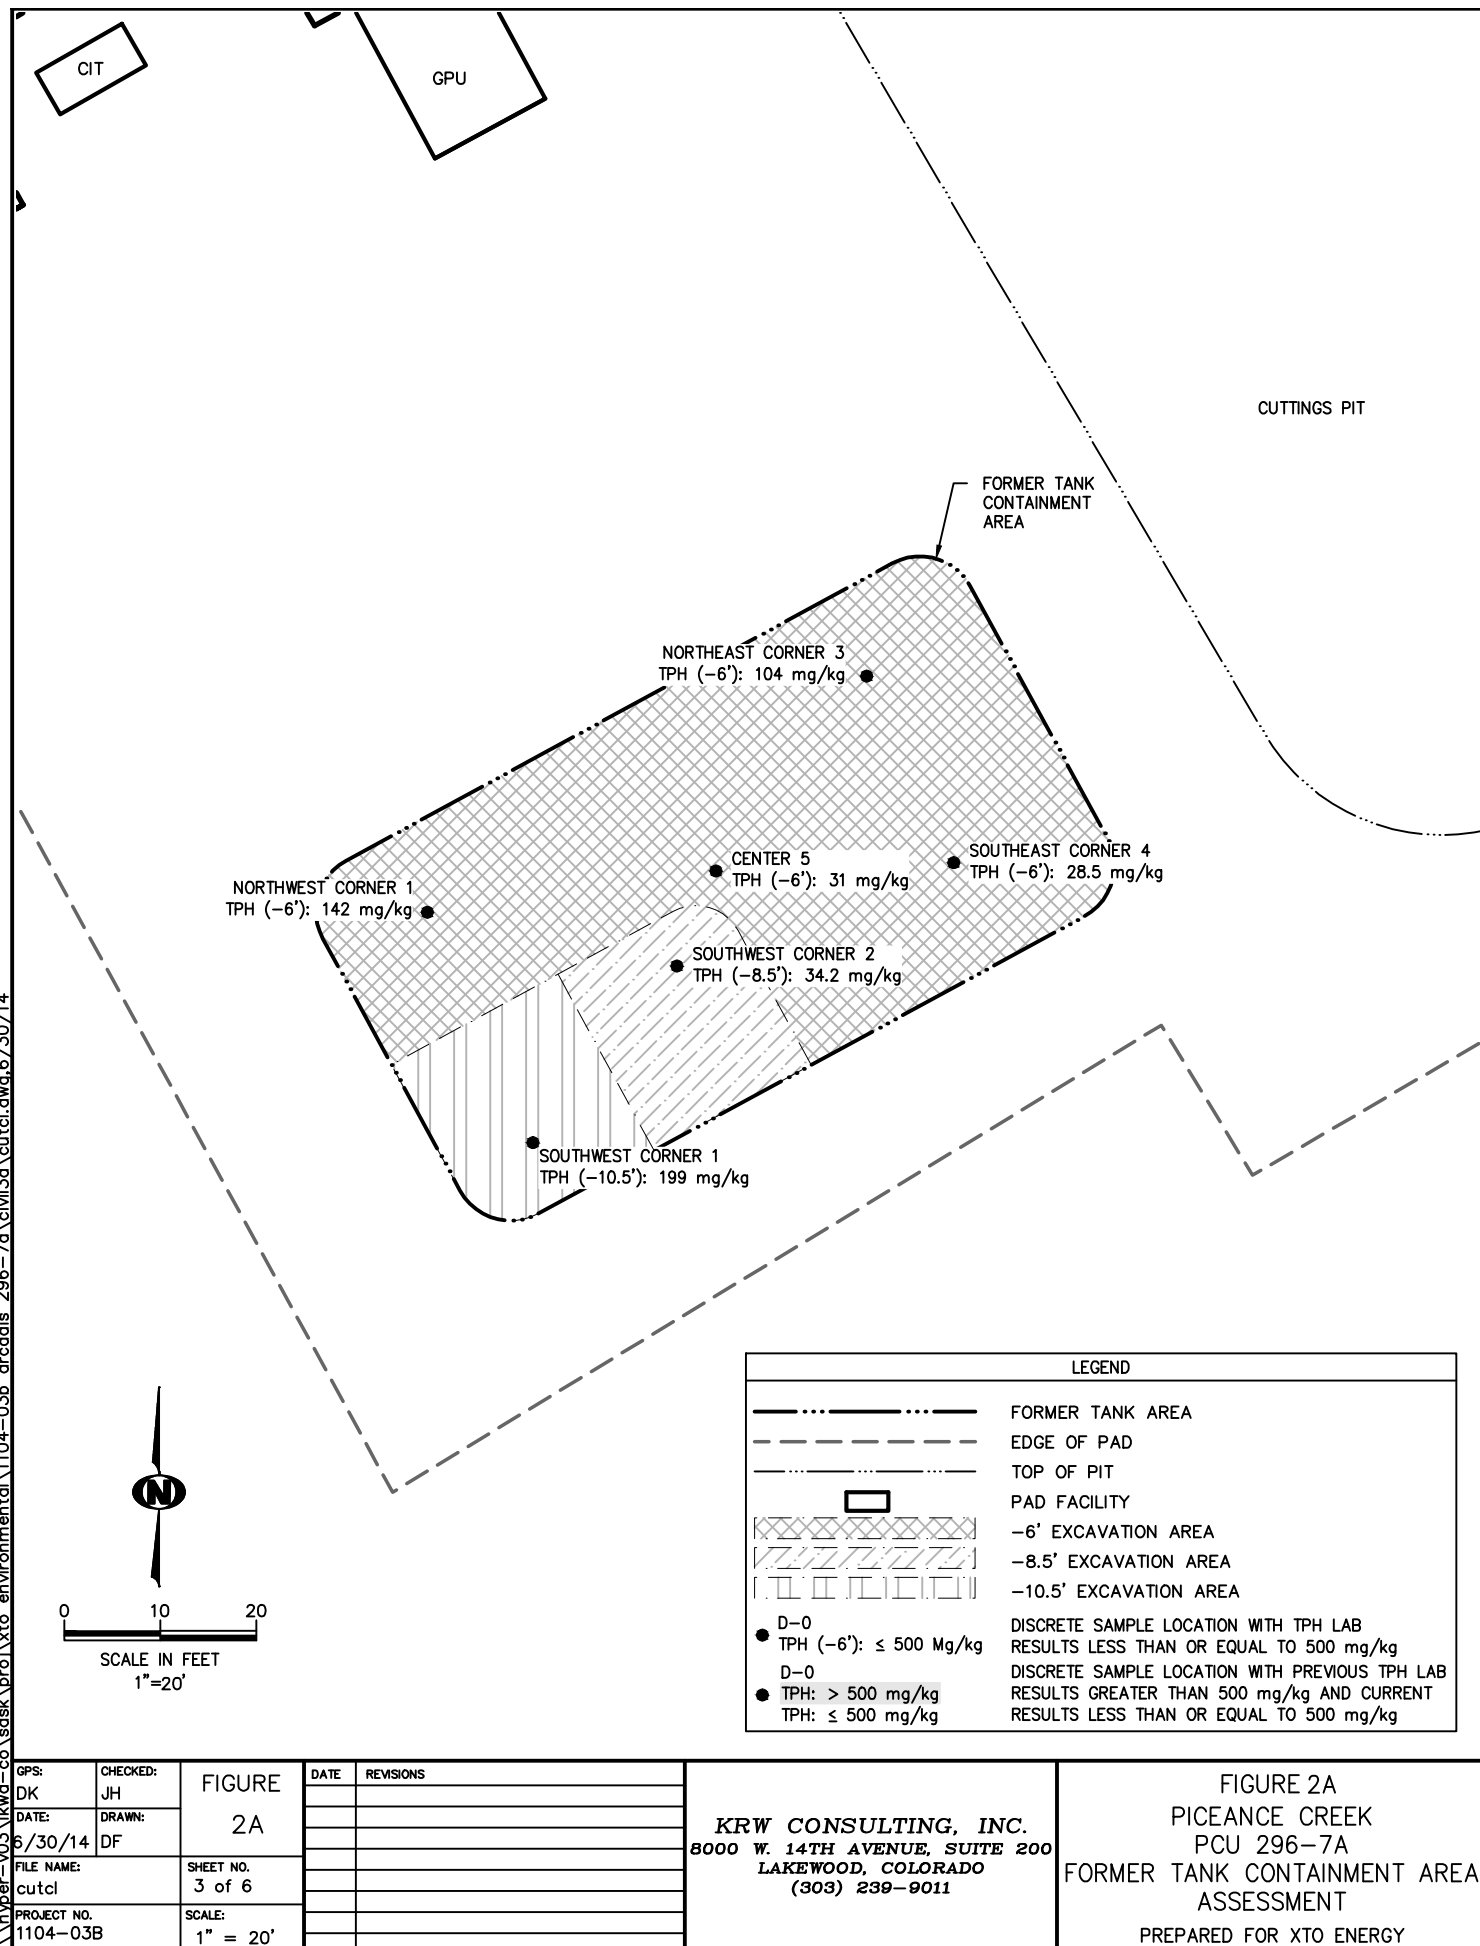 CIT
GPU
CUTTINGS PIT
FORMER TANK
CONTAINMENT
AREA
NORTHEAST CORNER 3
TPH (-6'): 104 mg/kg
CENTER 5
TPH (-6'): 31 mg/kg
SOUTHEAST CORNER 4
TPH (-6'): 28.5 mg/kg
NORTHWEST CORNER 1
TPH (-6'): 142 mg/kg
SOUTHWEST CORNER 2
TPH (-8.5'): 34.2 mg/kg
SOUTHWEST CORNER 1
TPH (-10.5'): 199 mg/kg
N
0 10 20
SCALE IN FEET
1"=20'
LEGEND
FORMER TANK AREA
EDGE OF PAD
TOP OF PIT
PAD FACILITY
-6' EXCAVATION AREA
-8.5' EXCAVATION AREA
-10.5' EXCAVATION AREA
D-0
TPH (-6'): ≤ 500 Mg/kg
DISCRETE SAMPLE LOCATION WITH TPH LAB
RESULTS LESS THAN OR EQUAL TO 500 mg/kg
D-0
TPH: > 500 mg/kg
TPH: ≤ 500 mg/kg
DISCRETE SAMPLE LOCATION WITH PREVIOUS TPH LAB
RESULTS GREATER THAN 500 mg/kg AND CURRENT
RESULTS LESS THAN OR EQUAL TO 500 mg/kg
GPS:
DK
CHECKED:
JH
DATE:
6/30/14
DRAWN:
DF
FILE NAME:
cutcl
PROJECT NO.
1104-03B
FIGURE
2A
SHEET NO.
3 of 6
SCALE:
1" = 20'
DATE REVISIONS
KRW CONSULTING, INC.
8000 W. 14TH AVENUE, SUITE 200
LAKEWOOD, COLORADO
(303) 239-9011
FIGURE 2A
PICEANCE CREEK
PCU 296-7A
FORMER TANK CONTAINMENT AREA
ASSESSMENT
PREPARED FOR XTO ENERGY